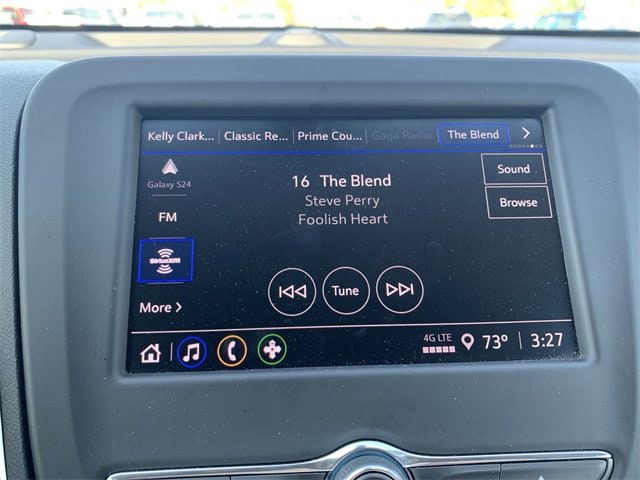 Kelly Clark... Classic Re... Prime Cou... Gaga Radio The Blend
Galaxy S24
16 The Blend
Sound
Steve Perry
FM
Browse
Foolish Heart
SiriusXM
Tune
More
4G LTE
73° 3:27